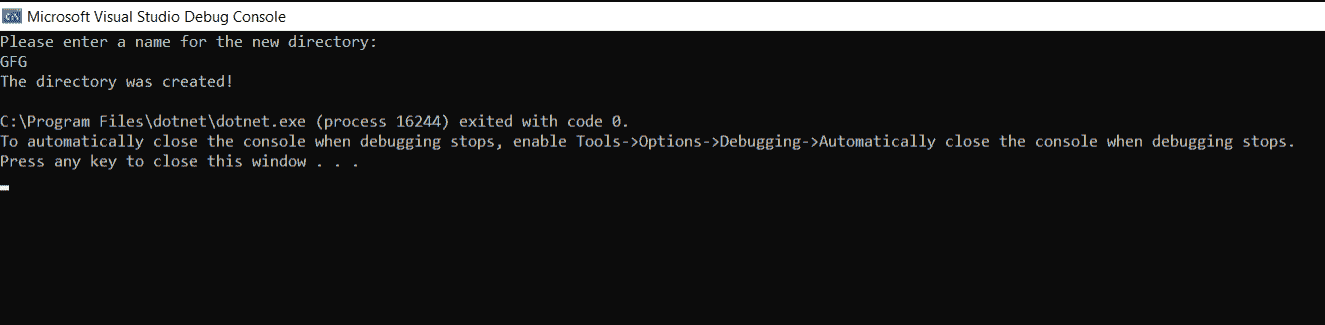 Microsoft Visual Studio Debug Console
Please enter a name for the new directory:
GFG
The directory was created!
C:\Program Files\dotnet\dotnet.exe (process 16244) exited with code 0.
To automatically close the console when debugging stops, enable Tools->Options->Debugging->Automatically close the console when debugging stops.
Press any key to close this window . . .